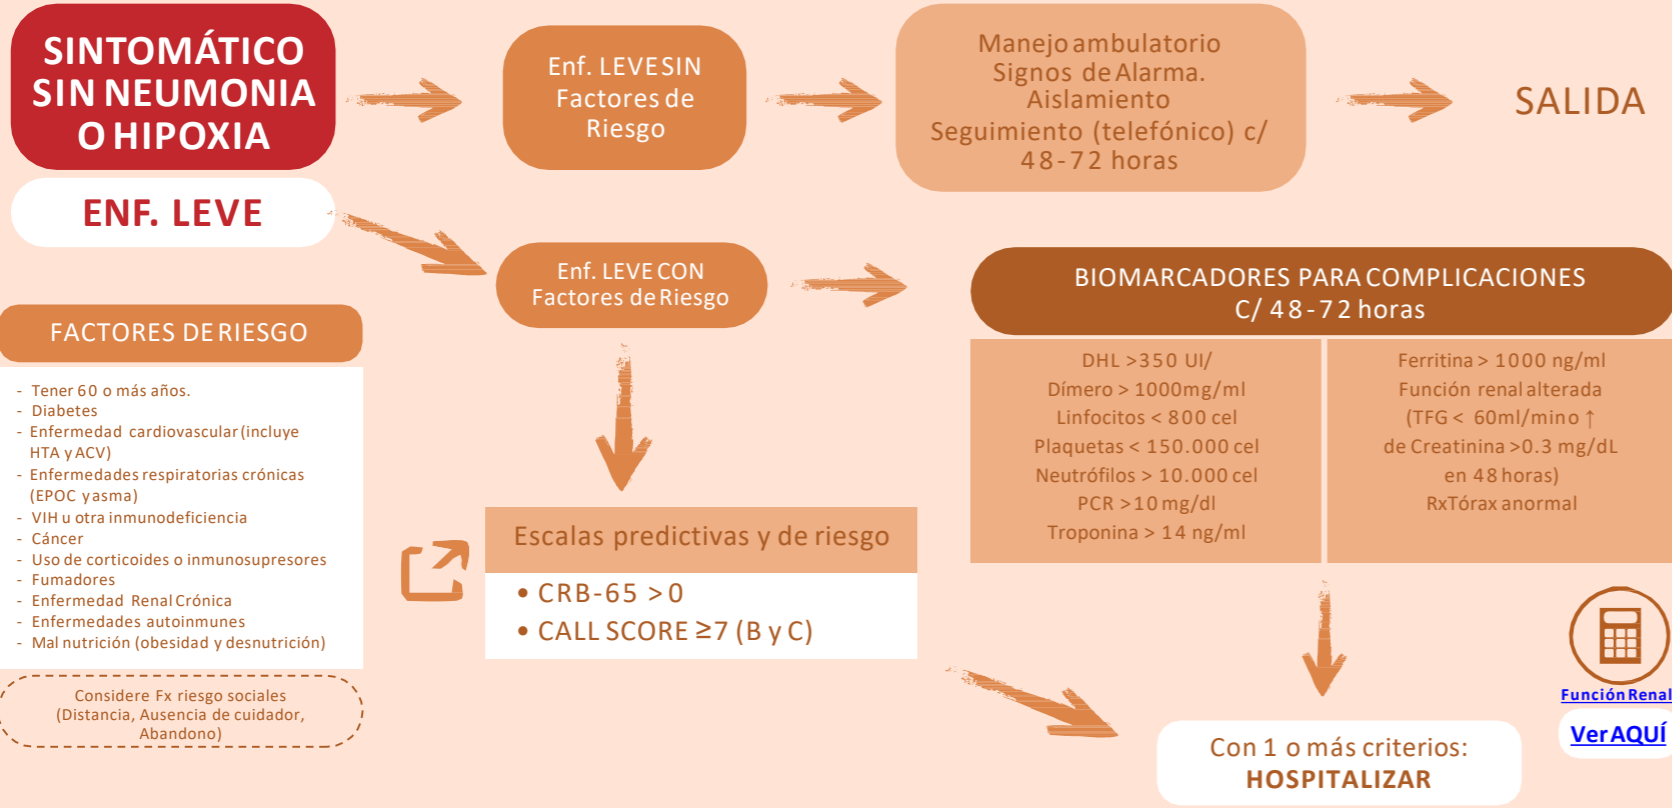 SINTOMÁTICO
SIN NEUMONIA
O HIPOXIA
ENF. LEVE
Enf. LEVE SIN
Factores de
Riesgo
Manejo ambulatorio
Signos de Alarma.
Aislamiento
Seguimiento (telefónico) c/
48-72 horas
SALIDA
Enf. LEVE CON
Factores de Riesgo
BIOMARCADORES PARA COMPLICACIONES
C/ 48-72 horas
DHL >350 UI/
Dímero > 1000mg/ml
Linfocitos < 800 cel
Plaquetas < 150.000 cel
Neutrófilos > 10.000 cel
PCR >10 mg/dl
Troponina > 14 ng/ml
Ferritina > 1000 ng/ml
Función renal alterada
(TFG < 60ml/mino ↑
de Creatinina >0.3 mg/dL
en 48 horas)
RxTórax anormal
FACTORES DE RIESGO
- Tener 60 o más años.
- Diabetes
- Enfermedad cardiovascular (incluye
HTA y ACV)
- Enfermedades respiratorias crónicas
(EPOC y asma)
- VIH u otra inmunodeficiencia
- Cáncer
- Uso de corticoides o inmunosupresores
- Fumadores
- Enfermedad Renal Crónica
- Enfermedades autoinmunes
- Mal nutrición (obesidad y desnutrición)
Considere Fx riesgo sociales
(Distancia, Ausencia de cuidador,
Abandono)
Escalas predictivas y de riesgo
• CRB-65 >0
• CALL SCORE ≥7 (B y C)
Con 1 o más criterios:
HOSPITALIZAR
Función Renal
Ver AQUÍ